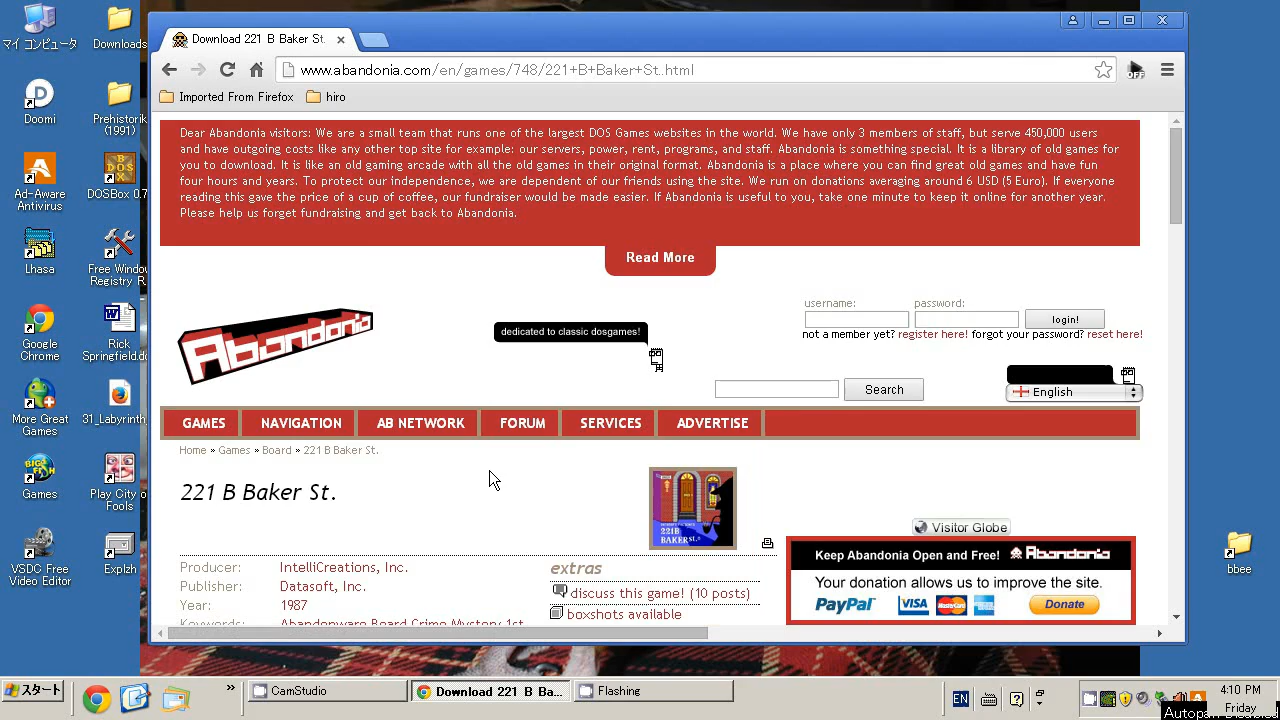 マイ コンピュータ
Downloads
Doomi
Prehistorik
(1991)
Ad-Aware
Antivirus
DOSBox 0.7
Lhasa
Free Window
Registry R
Google
Chrome
Rick
Springfield.do
More Great
Games
31_Labyrinth
Games
Play City of
Fools
VSDC Free
Video Editor
Explzh
bbee
Download 221 B Baker St.
www.abandonia.com/en/games/748/221+B+Baker+St.html
OFF
Imported From Firefox
hiro
Dear Abandonia visitors: We are a small team that runs one of the largest DOS Games websites in the world. We have only 3 members of staff, but serve 450,000 users
and have outgoing costs like any other top site for example: our servers, power, rent, programs, and staff. Abandonia is something special. It is a library of old games for
you to download. It is like an old gaming arcade with all the old games in their original format. Abandonia is a place where you can find great old games and have fun
four hours and years. To protect our independence, we are dependent of our friends using the site. We run on donations averaging around 6 USD (5 Euro). If everyone
reading this gave the price of a cup of coffee, our fundraiser would be made easier. If Abandonia is useful to you, take one minute to keep it online for another year.
Please help us forget fundraising and get back to Abandonia.
Read More
Abandonia
dedicated to classic dosgames!
username:
password:
login!
not a member yet? register here! forgot your password? reset here!
Search
English
GAMES
NAVIGATION
AB NETWORK
FORUM
SERVICES
ADVERTISE
Home » Games » Board » 221 B Baker St.
221 B Baker St.
221B
BAKER ST.
Visitor Globe
Keep Abandonia Open and Free! Abandonia
Your donation allows us to improve the site.
PayPal VISA MasterCard Donate
Producer: IntelliCreations, Inc.
Publisher: Datasoft, Inc.
Year: 1987
Keywords: Abandonware Board Crime Mystery 1st
extras
discuss this game! (10 posts)
boxshots available
スタート
CamStudio
Download 221 B Ba...
Flashing
EN
4:10 PM
Friday
Autopan Disabled